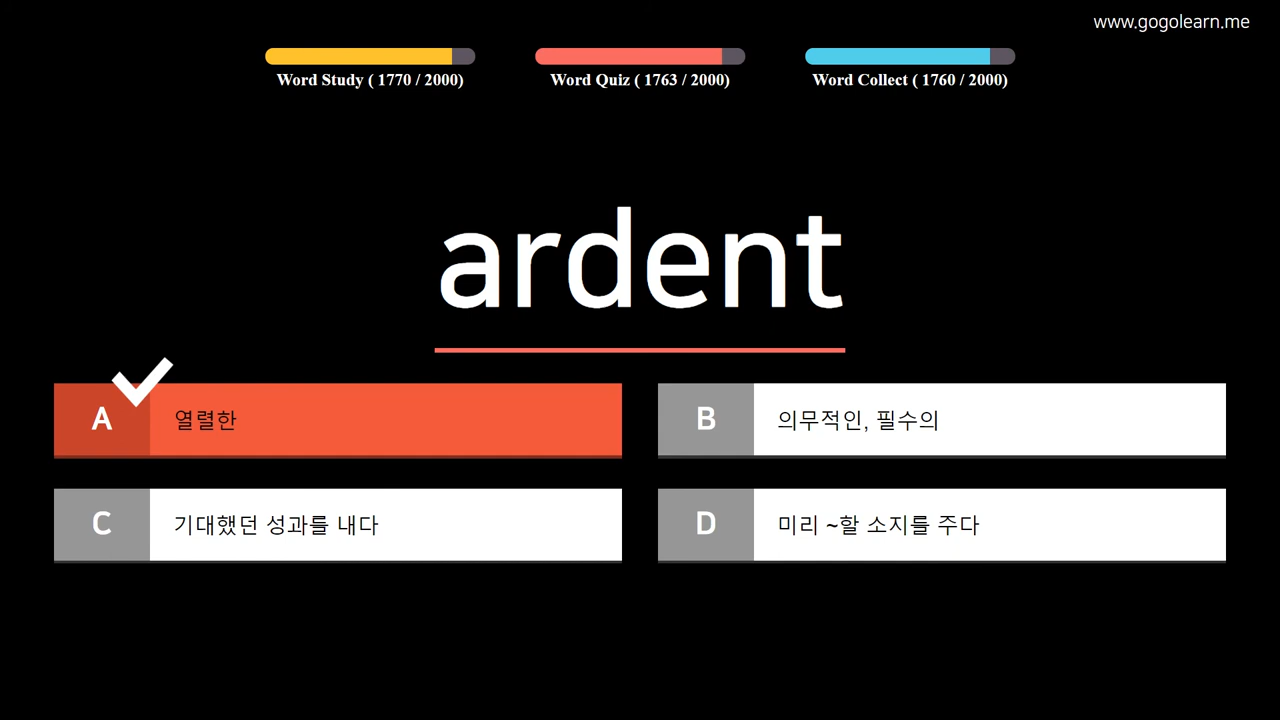 www.gogolearn.me
Word Study ( 1770 / 2000)
Word Quiz ( 1763 / 2000)
Word Collect ( 1760 / 2000)
ardent
A 열렬한
B 의무적인, 필수의
C 기대했던 성과를 내다
D 미리 ~할 소지를 주다